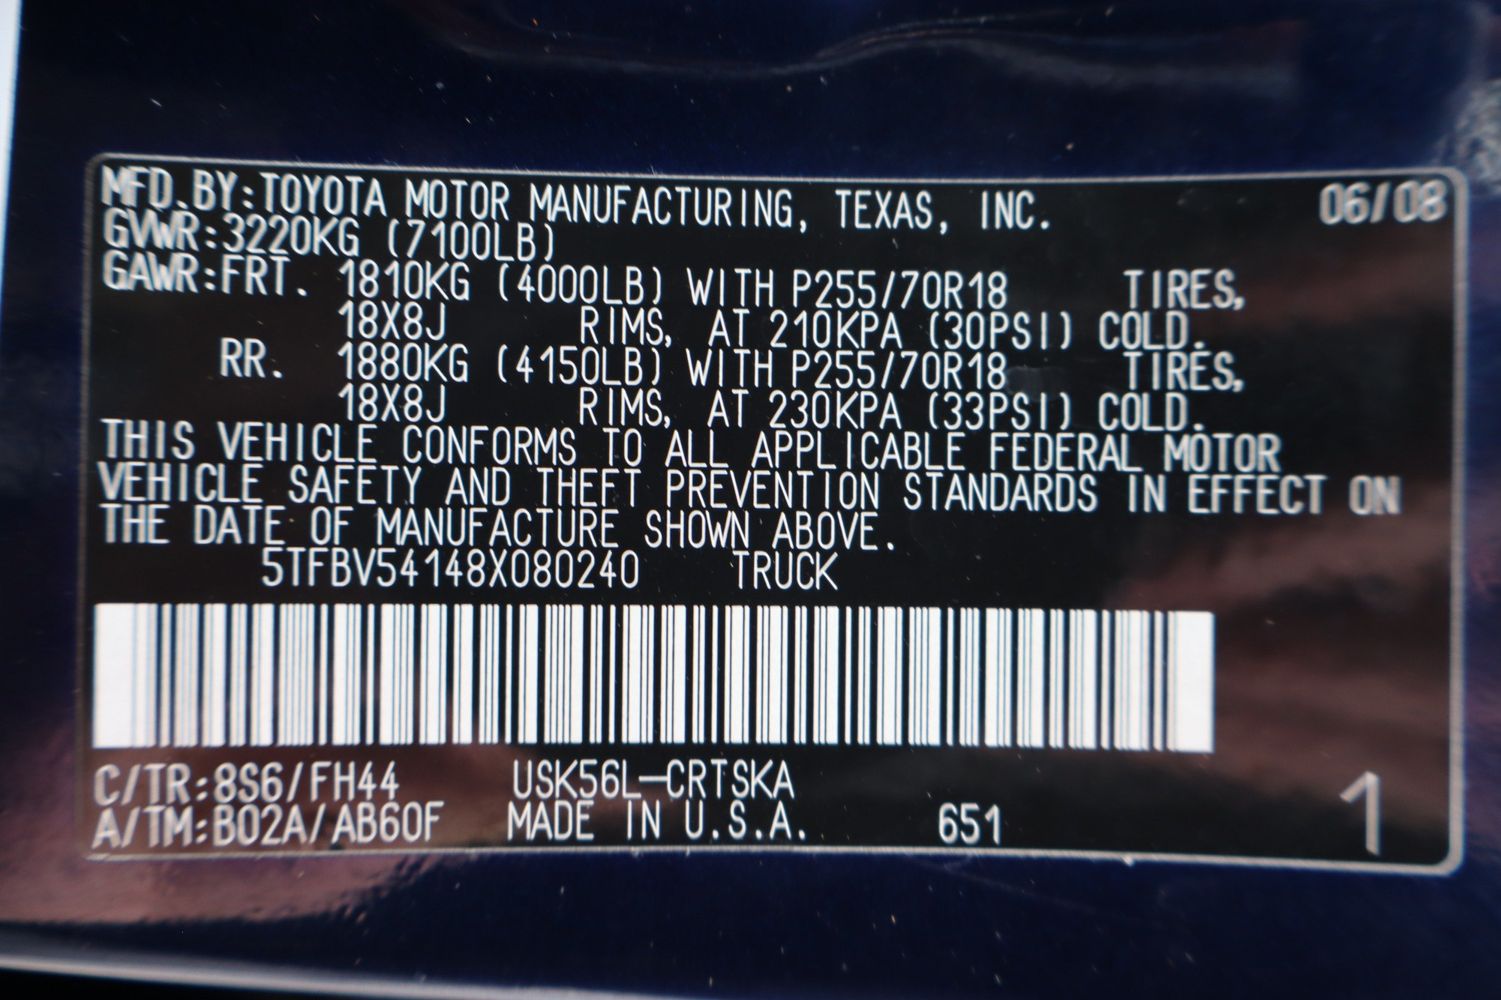 MFD.BY:TOYOTA MOTOR MANUFACTURING, TEXAS, INC. 06/08
GVWR:3220KG (7100LB)
GAWR:FRT. 1810KG (4000LB) WITH P255/70R18 TIRES,
18X8J RIMS, AT 210KPA (30PSI) COLD.
RR. 1880KG (4150LB) WITH P255/70R18 TIRES,
18X8J RIMS, AT 230KPA (33PSI) COLD.
THIS VEHICLE CONFORMS TO ALL APPLICABLE FEDERAL MOTOR
VEHICLE SAFETY AND THEFT PREVENTION STANDARDS IN EFFECT ON
THE DATE OF MANUFACTURE SHOWN ABOVE.
5TFBV54148X080240 TRUCK
C/TR:8S6/FH44 USK56L-CRTSKA
A/TM:B02A/AB60F MADE IN U.S.A. 651 1